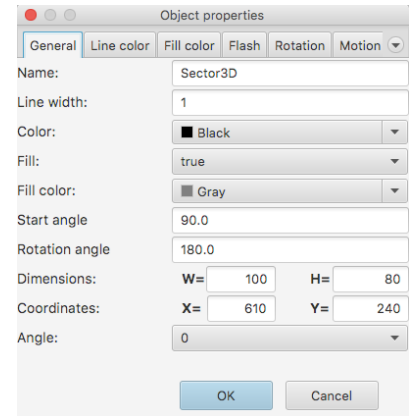 Object properties
General Line color Fill color Flash Rotation Motion
Name: Sector3D
Line width: 1
Color: Black
Fill: true
Fill color: Gray
Start angle 90.0
Rotation angle 180.0
Dimensions: W= 100 H= 80
Coordinates: X= 610 Y= 240
Angle: 0
OK Cancel